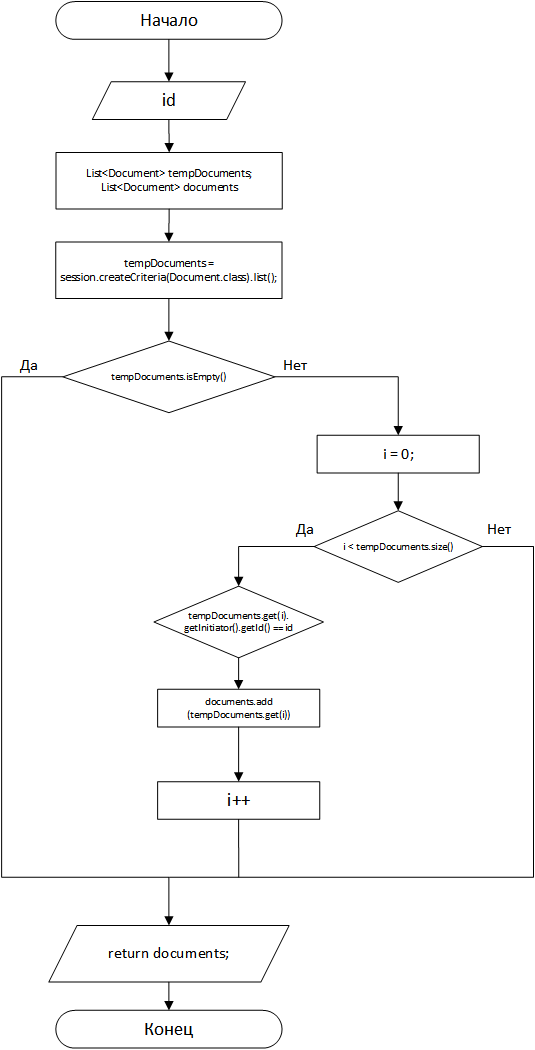 Начало
id
List<Document> tempDocuments;
List<Document> documents
tempDocuments =
session.createCriteria(Document.class).list();
Да
tempDocuments.isEmpty()
Нет
i = 0;
Да
i < tempDocuments.size()
Нет
tempDocuments.get(i).
getInitiator().getId() == id
documents.add
(tempDocuments.get(i))
i++
return documents;
Конец